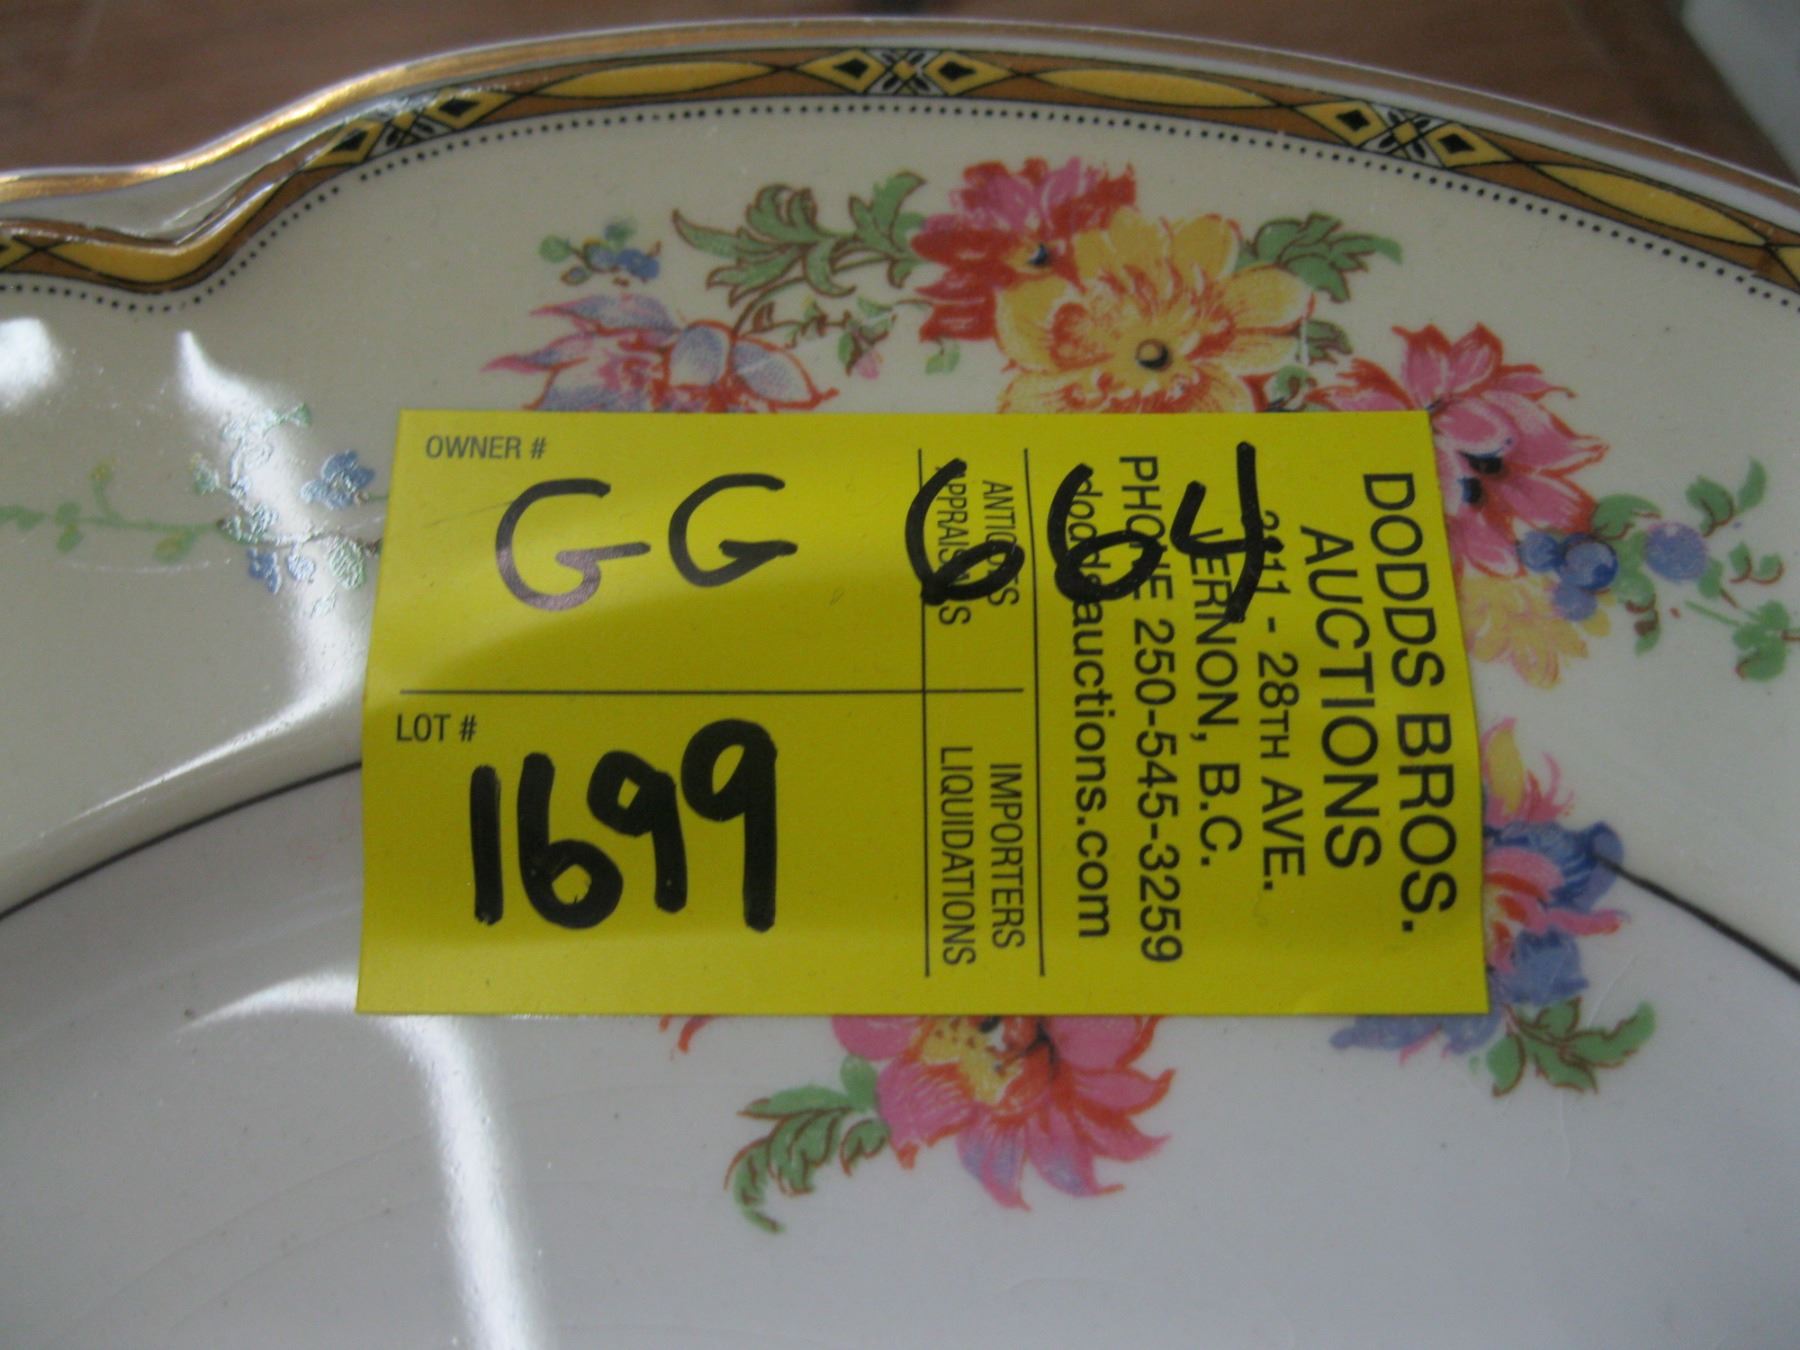 OWNER #
GG 664
LOT #
1699
DODDS BROS.
AUCTIONS
28TH AVE.
VERNON, B.C.
PHONE 250-545-3259
doddsauctions.com
ANTIQUES IMPORTERS
APPRAISALS LIQUIDATIONS